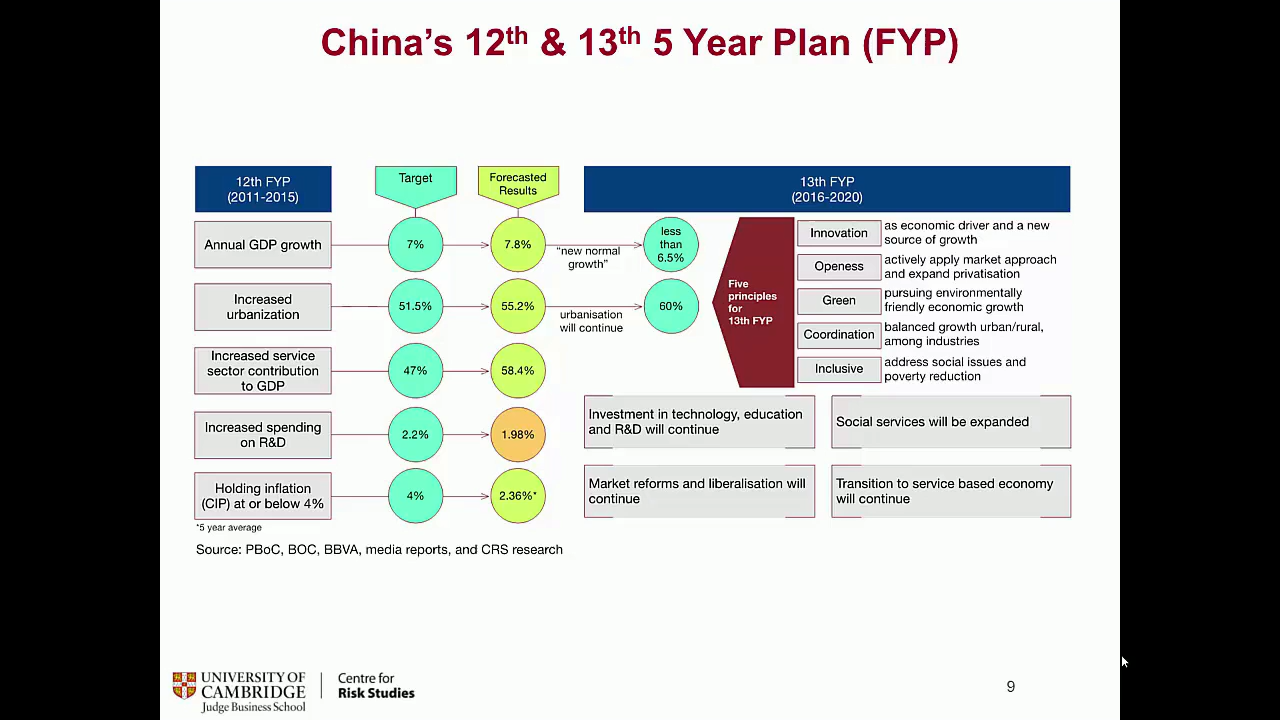 China's 12th & 13th 5 Year Plan (FYP)
12th FYP
(2011-2015)
Target
Forecasted
Results
13th FYP
(2016-2020)
Annual GDP growth
7%
7.8%
"new normal
growth"
less
than
6.5%
Increased
urbanization
51.5%
55.2%
urbanisation
will continue
60%
Increased service
sector contribution
to GDP
47%
58.4%
Increased spending
on R&D
2.2%
1.98%
Holding inflation
(CIP) at or below 4%
4%
2.36%*
*5 year average
Source: PBoC, BOC, BBVA, media reports, and CRS research
Five
principles
for
13th FYP
Innovation
as economic driver and a new
source of growth
Openess
actively apply market approach
and expand privatisation
Green
pursuing environmentally
friendly economic growth
Coordination
balanced growth urban/rural,
among industries
Inclusive
address social issues and
poverty reduction
Investment in technology, education
and R&D will continue
Social services will be expanded
Market reforms and liberalisation will
continue
Transition to service based economy
will continue
UNIVERSITY OF
CAMBRIDGE
Judge Business School
Centre for
Risk Studies
9